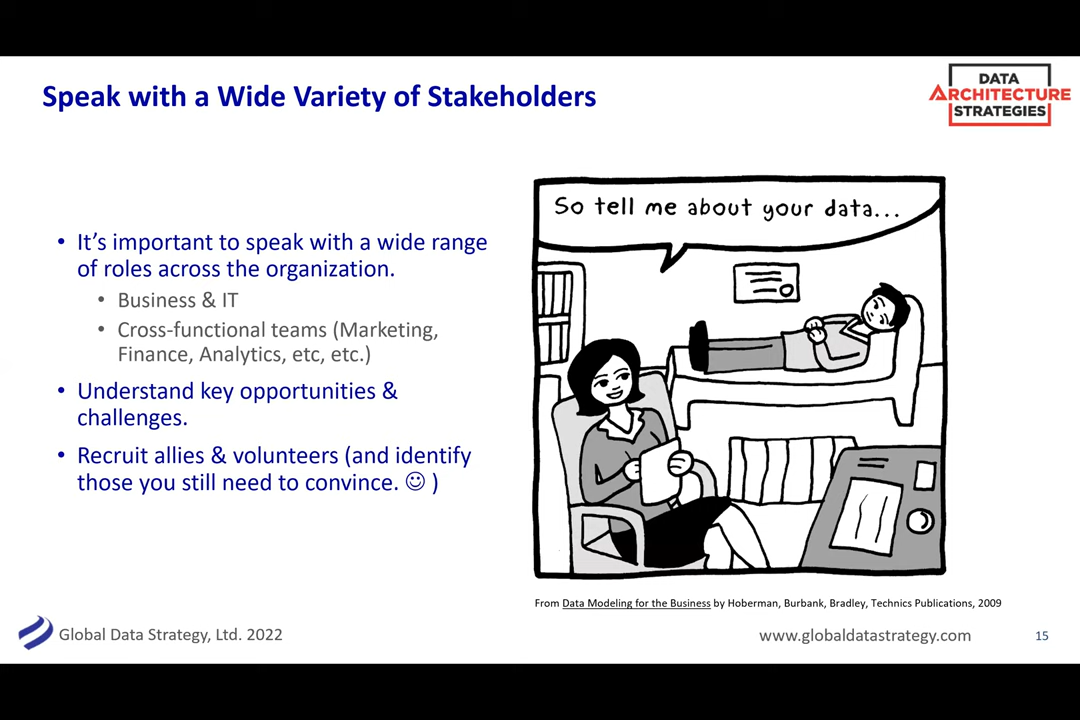 Speak with a Wide Variety of Stakeholders
DATA
ARCHITECTURE
STRATEGIES
• It’s important to speak with a wide range
of roles across the organization.
• Business & IT
• Cross-functional teams (Marketing,
Finance, Analytics, etc, etc.)
• Understand key opportunities &
challenges.
• Recruit allies & volunteers (and identify
those you still need to convince. ☺ )
So tell me about your data...
From Data Modeling for the Business by Hoberman, Burbank, Bradley, Technics Publications, 2009
Global Data Strategy, Ltd. 2022
www.globaldatastrategy.com
15